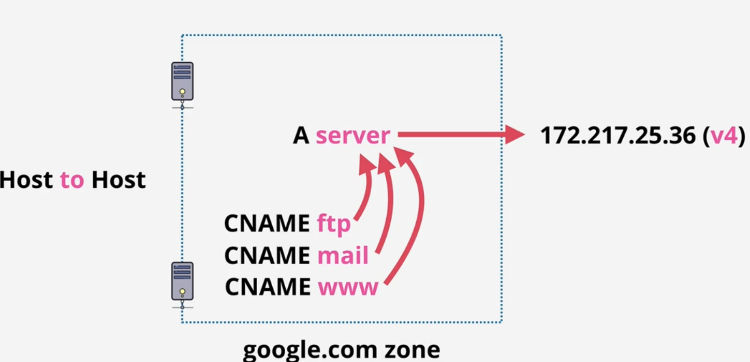 A server
172.217.25.36 (v4)
Host to Host
CNAME ftp
CNAME mail
CNAME www
google.com zone